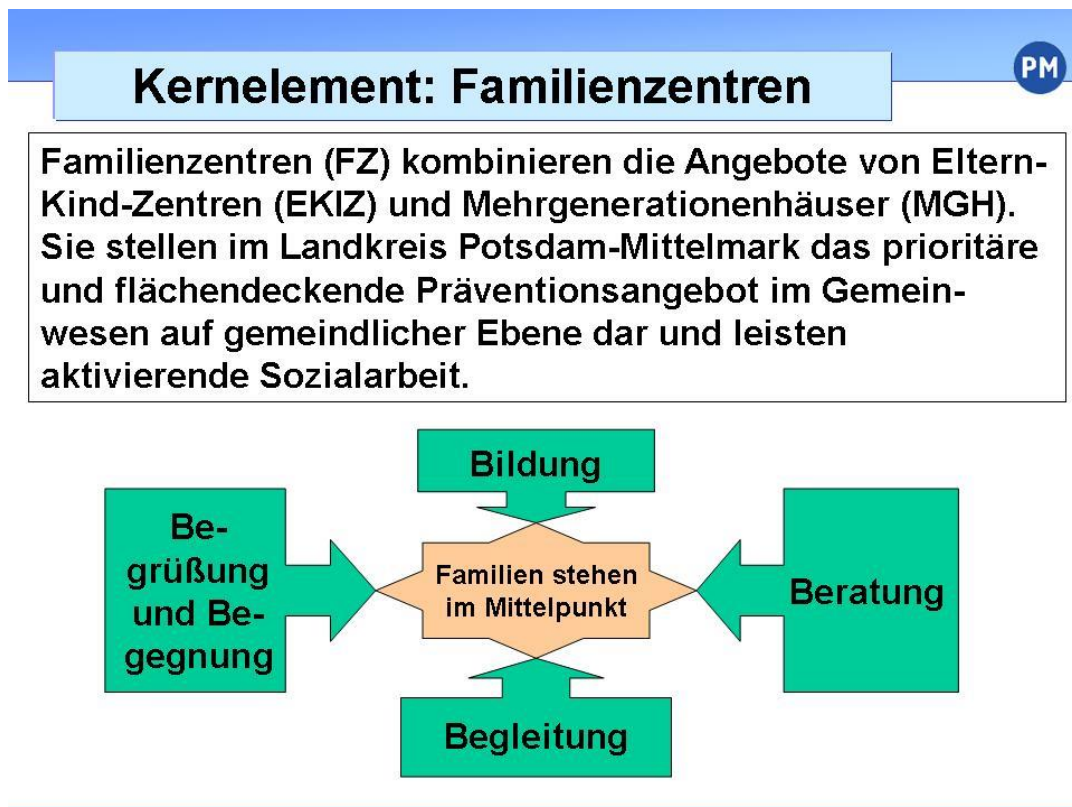 PM
Kernelement: Familienzentren
Familienzentren (FZ) kombinieren die Angebote von Eltern-
Kind-Zentren (EKIZ) und Mehrgenerationenhäuser (MGH).
Sie stellen im Landkreis Potsdam-Mittelmark das prioritäre
und flächendeckende Präventionsangebot im Gemein-
wesen auf gemeindlicher Ebene dar und leisten
aktivierende Sozialarbeit.
Bildung
Be-
grüßung
und Be-
gegnung
Familien stehen
im Mittelpunkt
Beratung
Begleitung